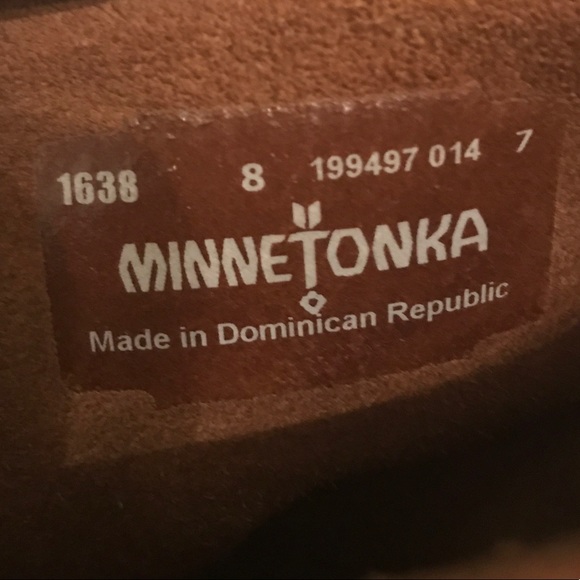 1638 8 199497 014 7
MINNETONKA
Made in Dominican Republic